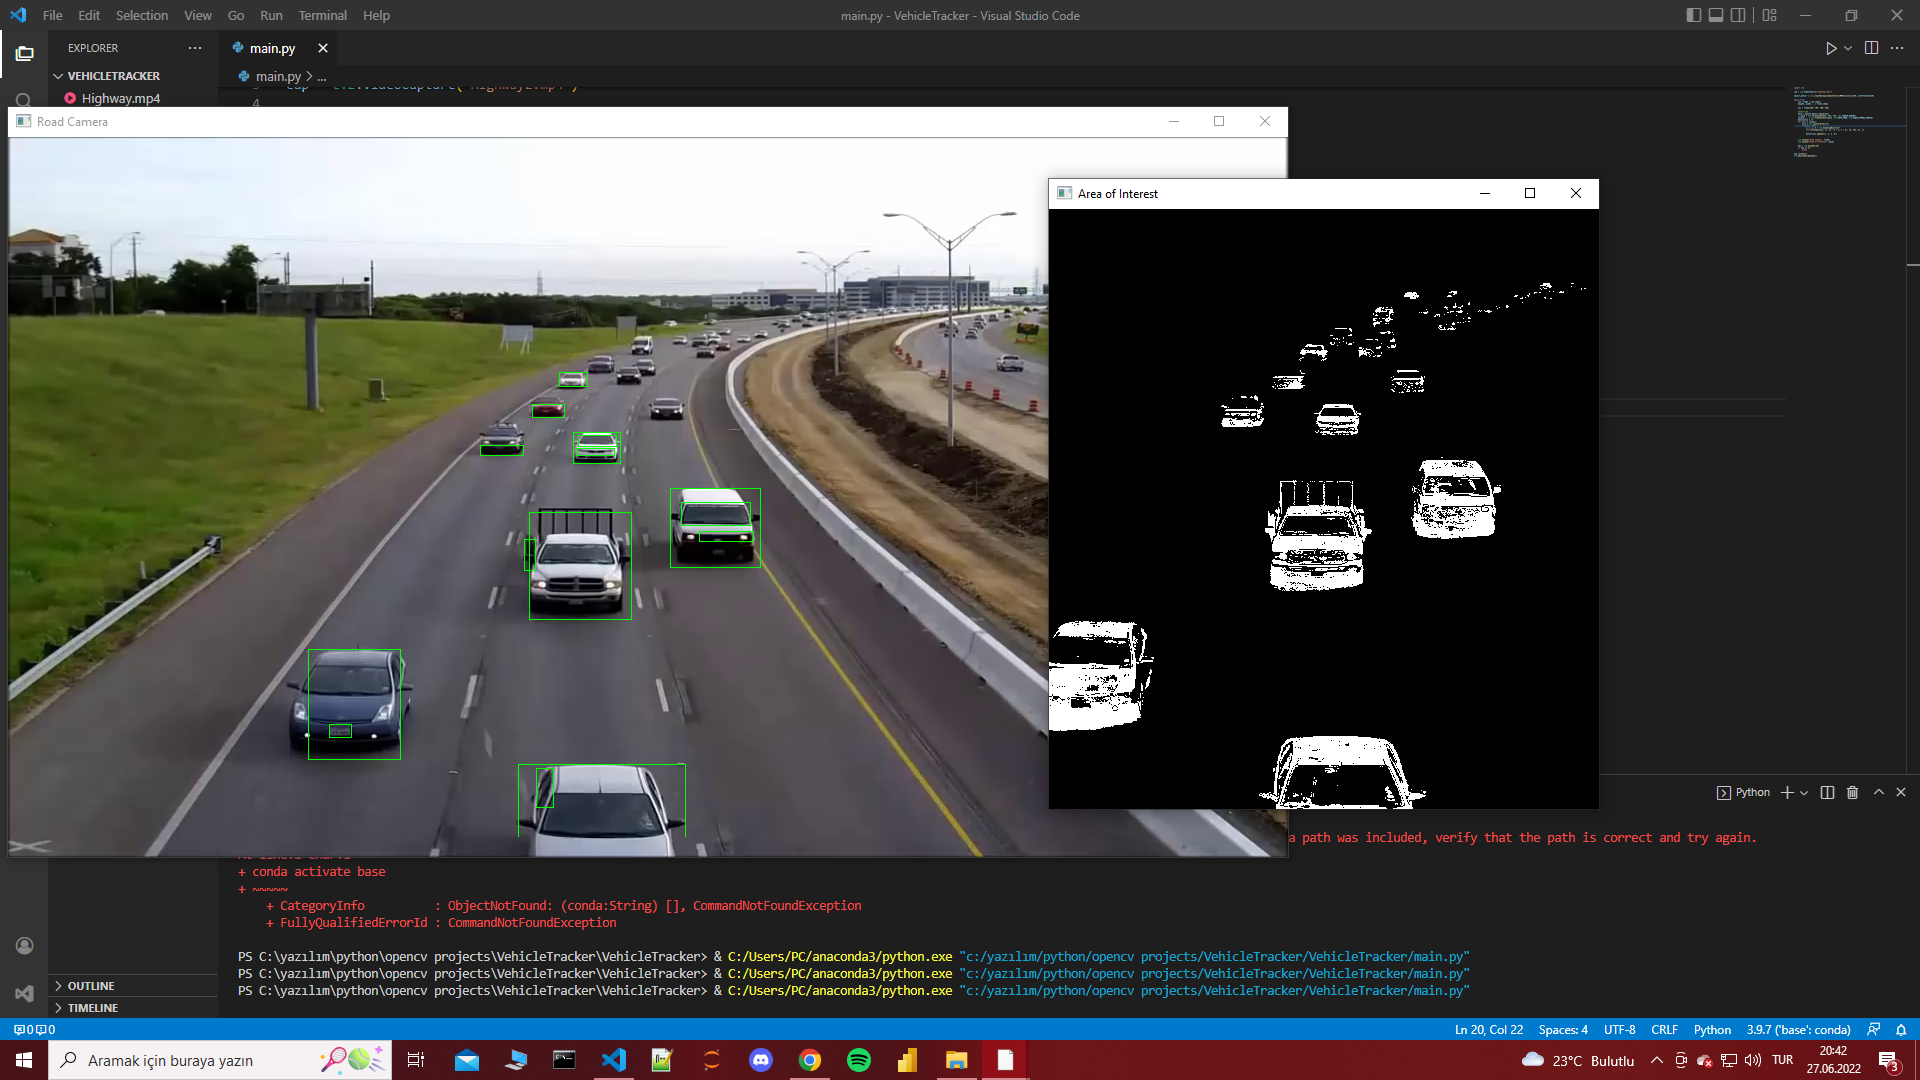 File Edit Selection View Go Run Terminal Help
main.py - VehicleTracker - Visual Studio Code
EXPLORER
main.py
VEHICLETRACKER
main.py > ...
Highway.mp4
4
Road Camera
Area of Interest
Python
a path was included, verify that the path is correct and try again.
+ conda activate base
+ ~~~~~
+ CategoryInfo : ObjectNotFound: (conda:String) [], CommandNotFoundException
+ FullyQualifiedErrorId : CommandNotFoundException
PS C:\yazılım\python\opencv projects\VehicleTracker\VehicleTracker> & C:/Users/PC/anaconda3/python.exe "c:/yazılım/python/opencv projects/VehicleTracker/VehicleTracker/main.py"
PS C:\yazılım\python\opencv projects\VehicleTracker\VehicleTracker> & C:/Users/PC/anaconda3/python.exe "c:/yazılım/python/opencv projects/VehicleTracker/VehicleTracker/main.py"
PS C:\yazılım\python\opencv projects\VehicleTracker\VehicleTracker> & C:/Users/PC/anaconda3/python.exe "c:/yazılım/python/opencv projects/VehicleTracker/VehicleTracker/main.py"
OUTLINE
TIMELINE
0 0
Ln 20, Col 22 Spaces: 4 UTF-8 CRLF Python 3.9.7 ('base': conda)
Aramak için buraya yazın
23°C Bulutlu
TUR
20:42
27.06.2022
3